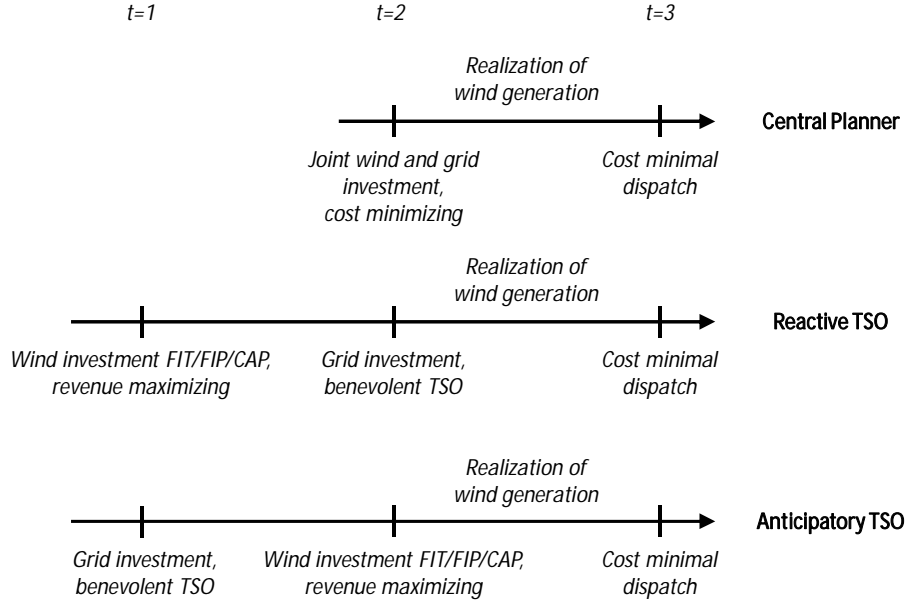 t=1
t=2
t=3
Realization of
wind generation
Central Planner
Joint wind and grid
investment,
cost minimizing
Cost minimal
dispatch
Realization of
wind generation
Reactive TSO
Wind investment FIT/FIP/CAP,
revenue maximizing
Grid investment,
benevolent TSO
Cost minimal
dispatch
Realization of
wind generation
Anticipatory TSO
Grid investment,
benevolent TSO
Wind investment FIT/FIP/CAP,
revenue maximizing
Cost minimal
dispatch